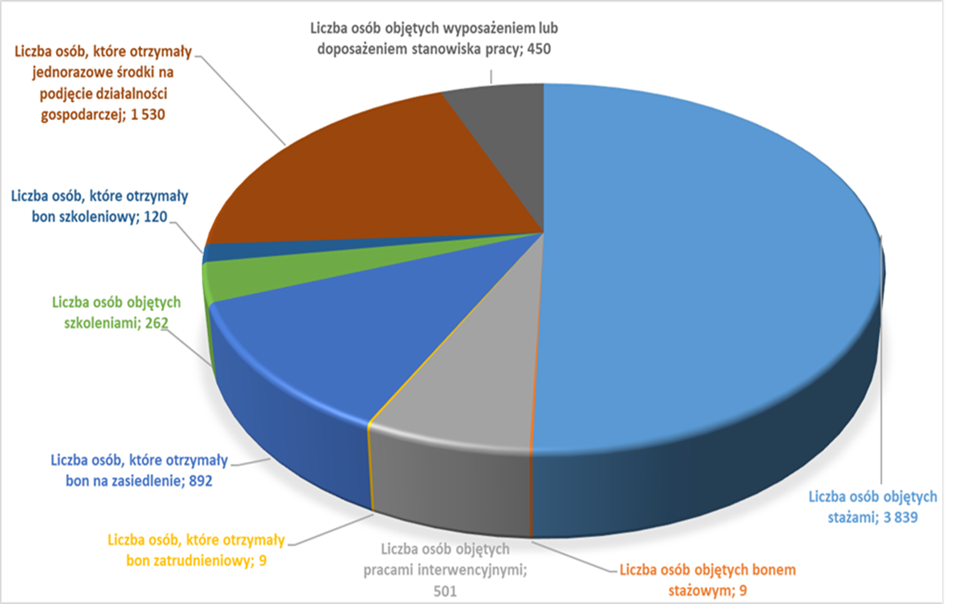 Liczba osób objętych wyposażeniem lub
doposażeniem stanowiska pracy; 450
Liczba osób, które otrzymały
jednorazowe środki na
podjęcie działalności
gospodarczej; 1 530
Liczba osób, które otrzymały
bon szkoleniowy; 120
Liczba osób objętych
szkoleniami; 262
Liczba osób, które otrzymały
bon na zasiedlenie; 892
Liczba osób, które otrzymały
bon zatrudnieniowy; 9
Liczba osób objętych
pracami interwencyjnymi;
501
Liczba osób objętych bonem
stażowym; 9
Liczba osób objętych
stażami; 3 839